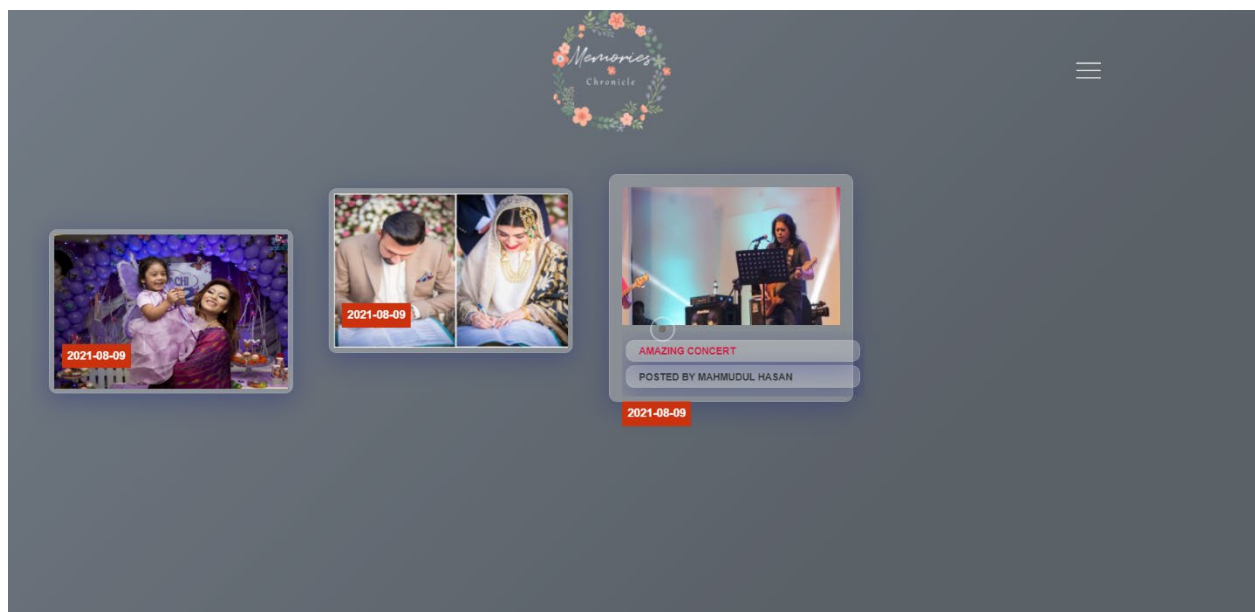 Memories
Chronicle
2021-08-09
2021-08-09
AMAZING CONCERT
POSTED BY MAHMUDUL HASAN
2021-08-09